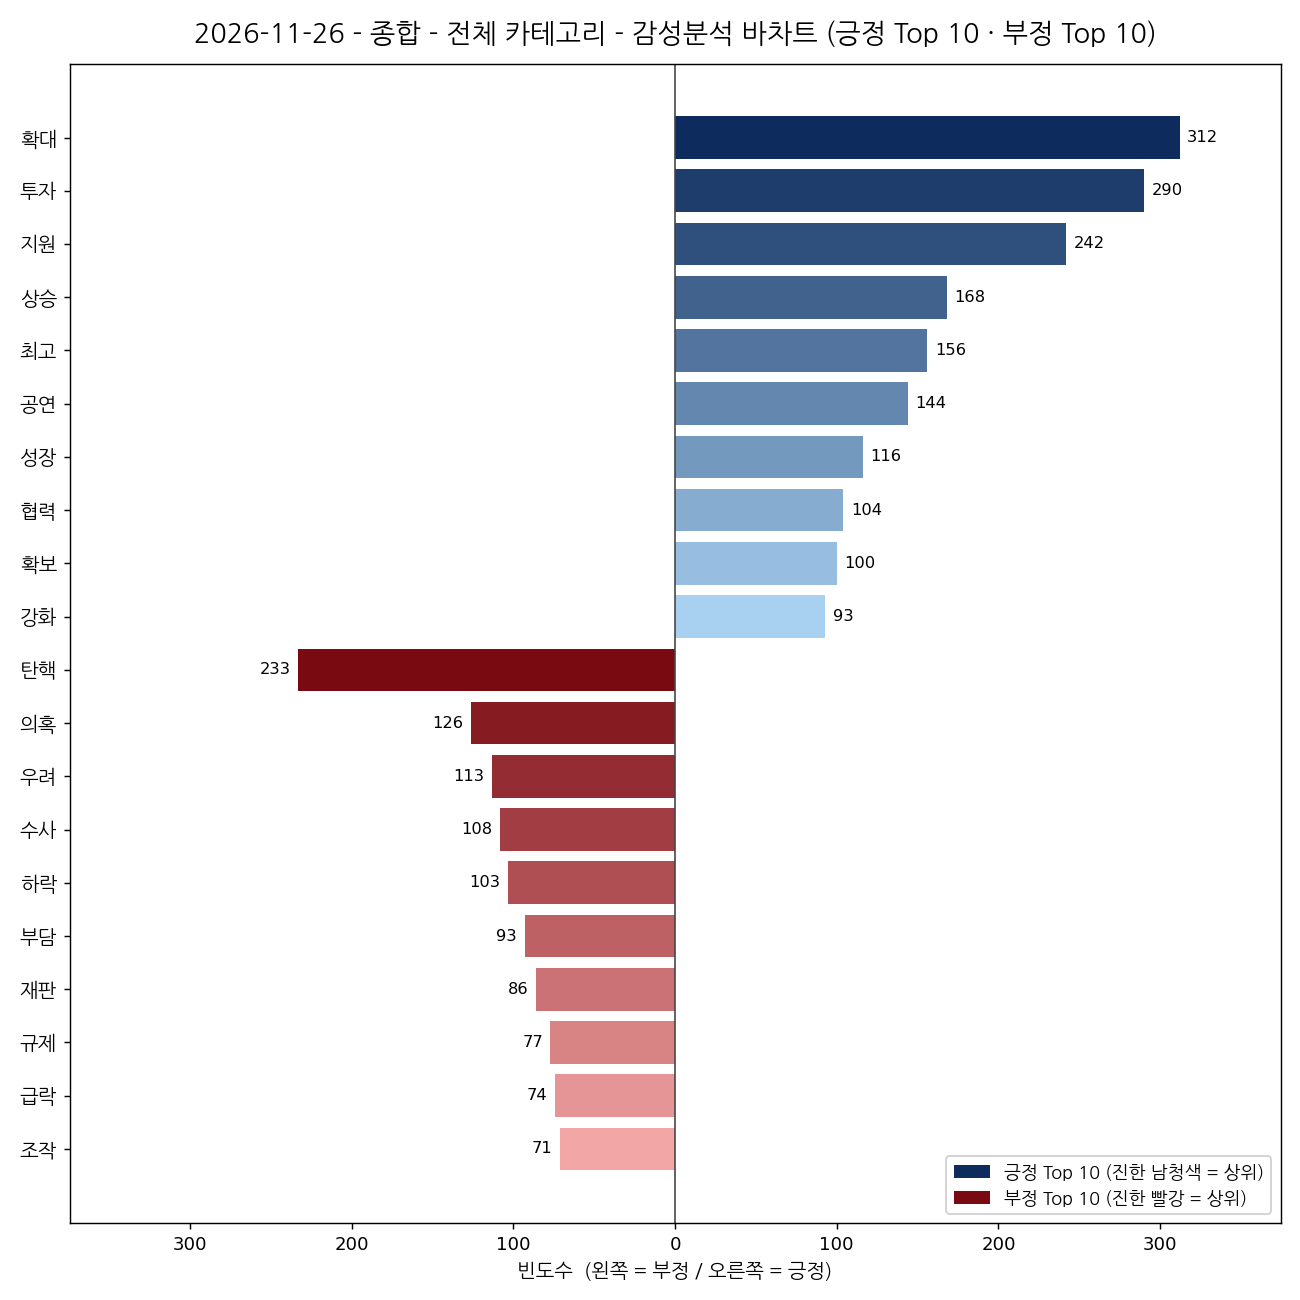 2026-11-26 - 종합 - 전체 카테고리 - 감성분석 바차트 (긍정 Top 10 · 부정 Top 10)
확대 312
투자 290
지원 242
상승 168
최고 156
공연 144
성장 116
협력 104
확보 100
강화 93
탄핵 233
의혹 126
우려 113
수사 108
하락 103
부담 93
재판 86
규제 77
급락 74
조작 71
긍정 Top 10 (진한 남청색 = 상위)
부정 Top 10 (진한 빨강 = 상위)
300 200 100 0 100 200 300
빈도수 (왼쪽 = 부정 / 오른쪽 = 긍정)